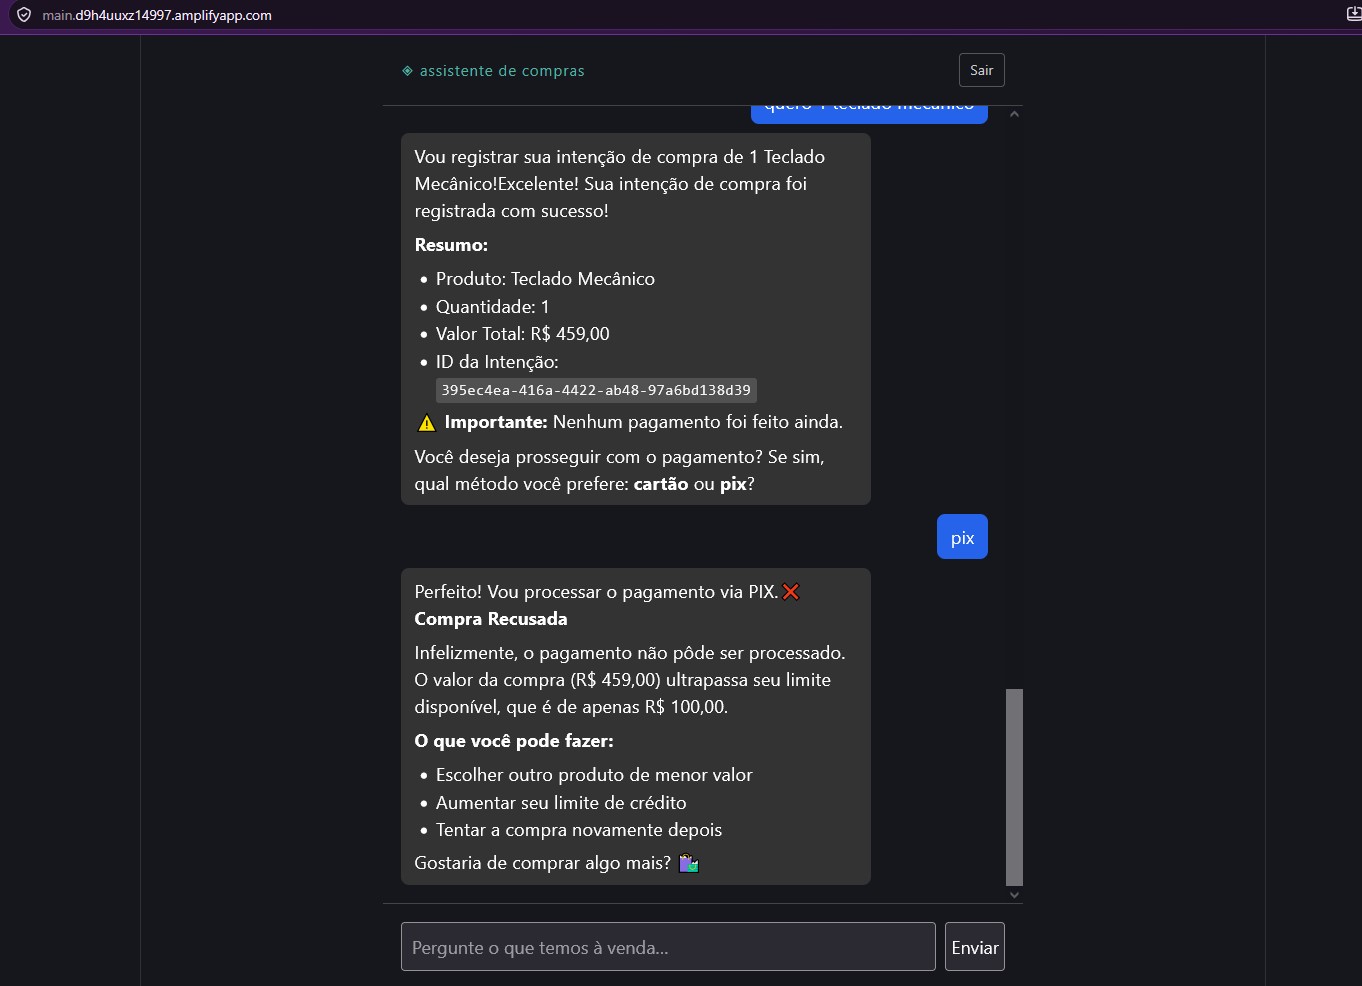 main.d9h4uuxz14997.amplifyapp.com
assistente de compras
Sair
quero 1 teclado mecânico
Vou registrar sua intenção de compra de 1 Teclado
Mecânico!Excelente! Sua intenção de compra foi
registrada com sucesso!
Resumo:
• Produto: Teclado Mecânico
• Quantidade: 1
• Valor Total: R$ 459,00
• ID da Intenção:
395ec4ea-416a-4422-ab48-97a6bd138d39
⚠️ Importante: Nenhum pagamento foi feito ainda.
Você deseja prosseguir com o pagamento? Se sim,
qual método você prefere: cartão ou pix?
pix
Perfeito! Vou processar o pagamento via PIX.❌
Compra Recusada
Infelizmente, o pagamento não pôde ser processado.
O valor da compra (R$ 459,00) ultrapassa seu limite
disponível, que é de apenas R$ 100,00.
O que você pode fazer:
• Escolher outro produto de menor valor
• Aumentar seu limite de crédito
• Tentar a compra novamente depois
Gostaria de comprar algo mais? 🛍️
Pergunte o que temos à venda...
Enviar